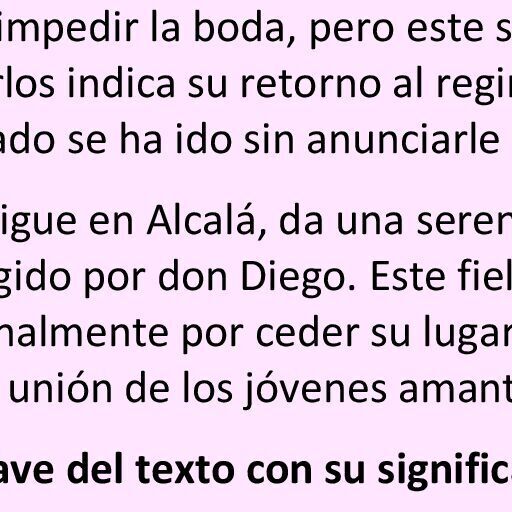 impedir la boda, pero este s
rlos indica su retorno al regi
ado se ha ido sin anunciarle
igue en Alcalá, da una seren
gido por don Diego. Este fiel
nalmente por ceder su lugar
unión de los jóvenes amant
ave del texto con su signific